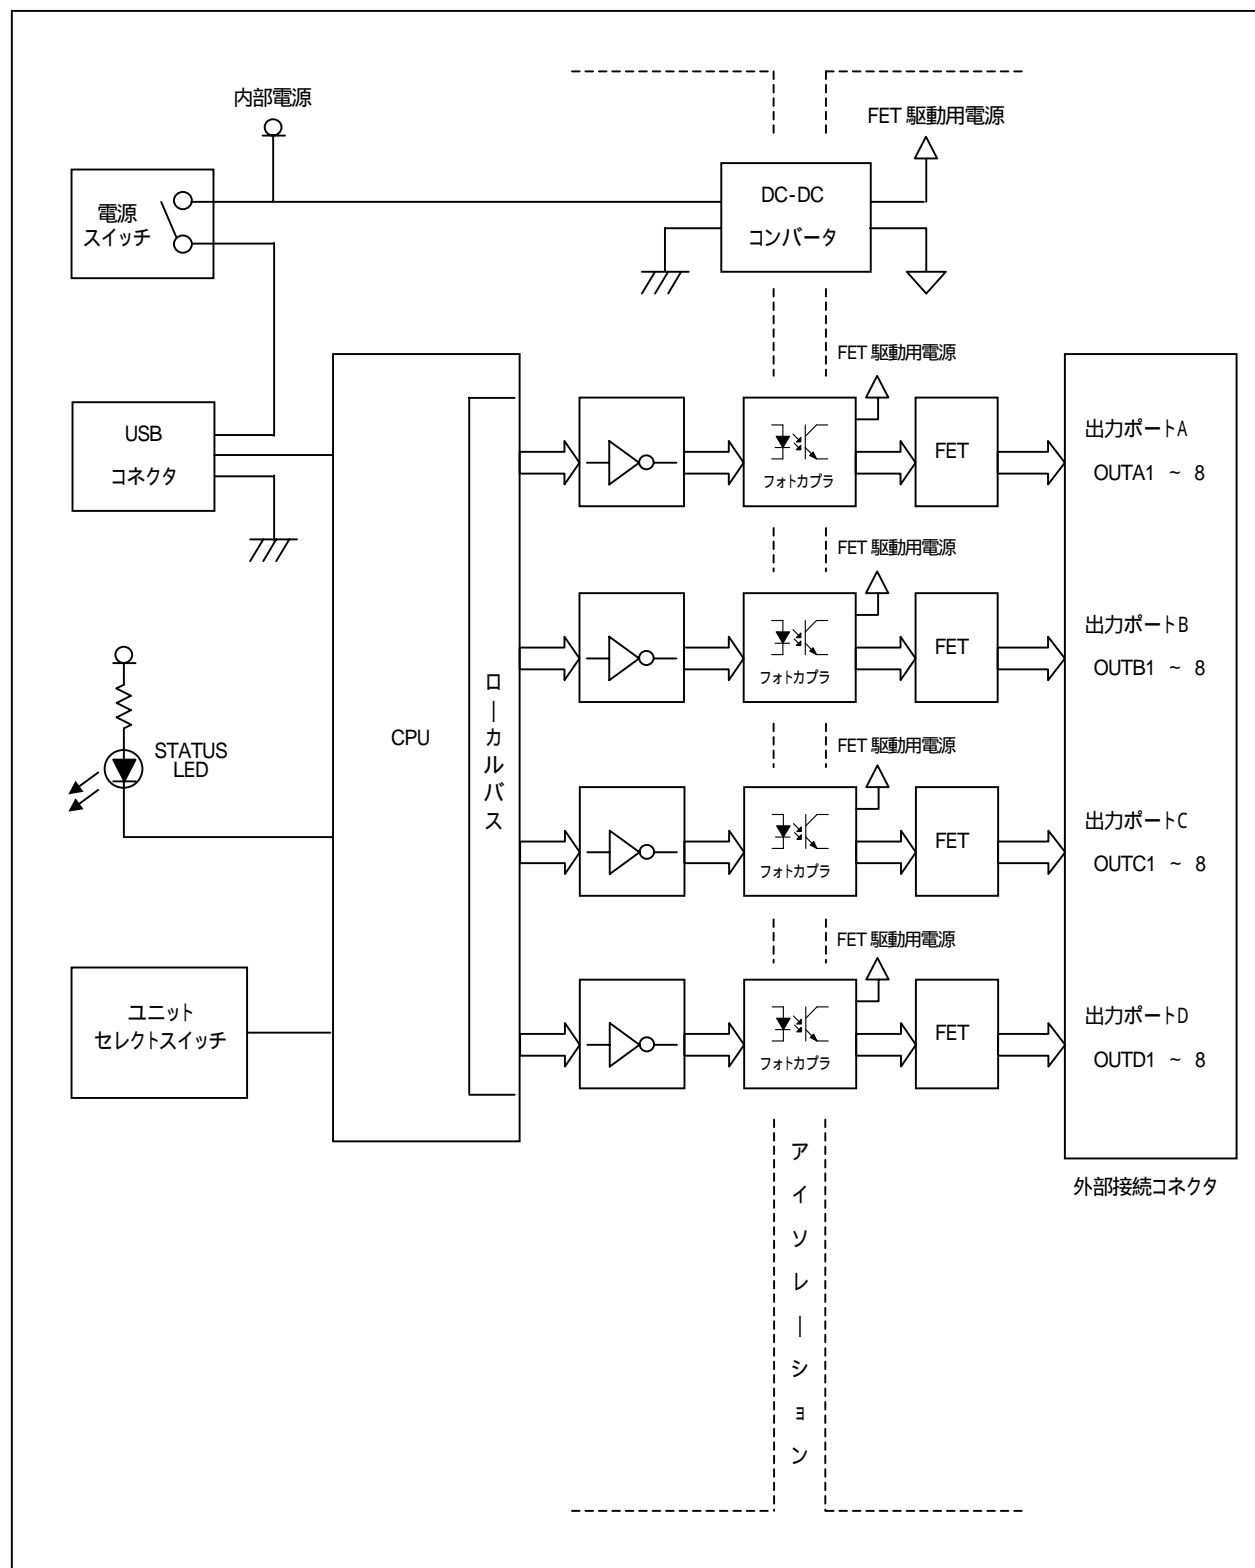 内部電源
FET 駆動用電源
電源
スイッチ
DC-DC
コンバータ
USB
コネクタ
CPU
ローカルバス
STATUS
LED
ユニット
セレクトスイッチ
FET 駆動用電源
フォトカプラ
FET
出力ポートA
OUTA1 ~ 8
FET 駆動用電源
フォトカプラ
FET
出力ポートB
OUTB1 ~ 8
FET 駆動用電源
フォトカプラ
FET
出力ポートC
OUTC1 ~ 8
FET 駆動用電源
フォトカプラ
FET
出力ポートD
OUTD1 ~ 8
外部接続コネクタ
アイソレーション